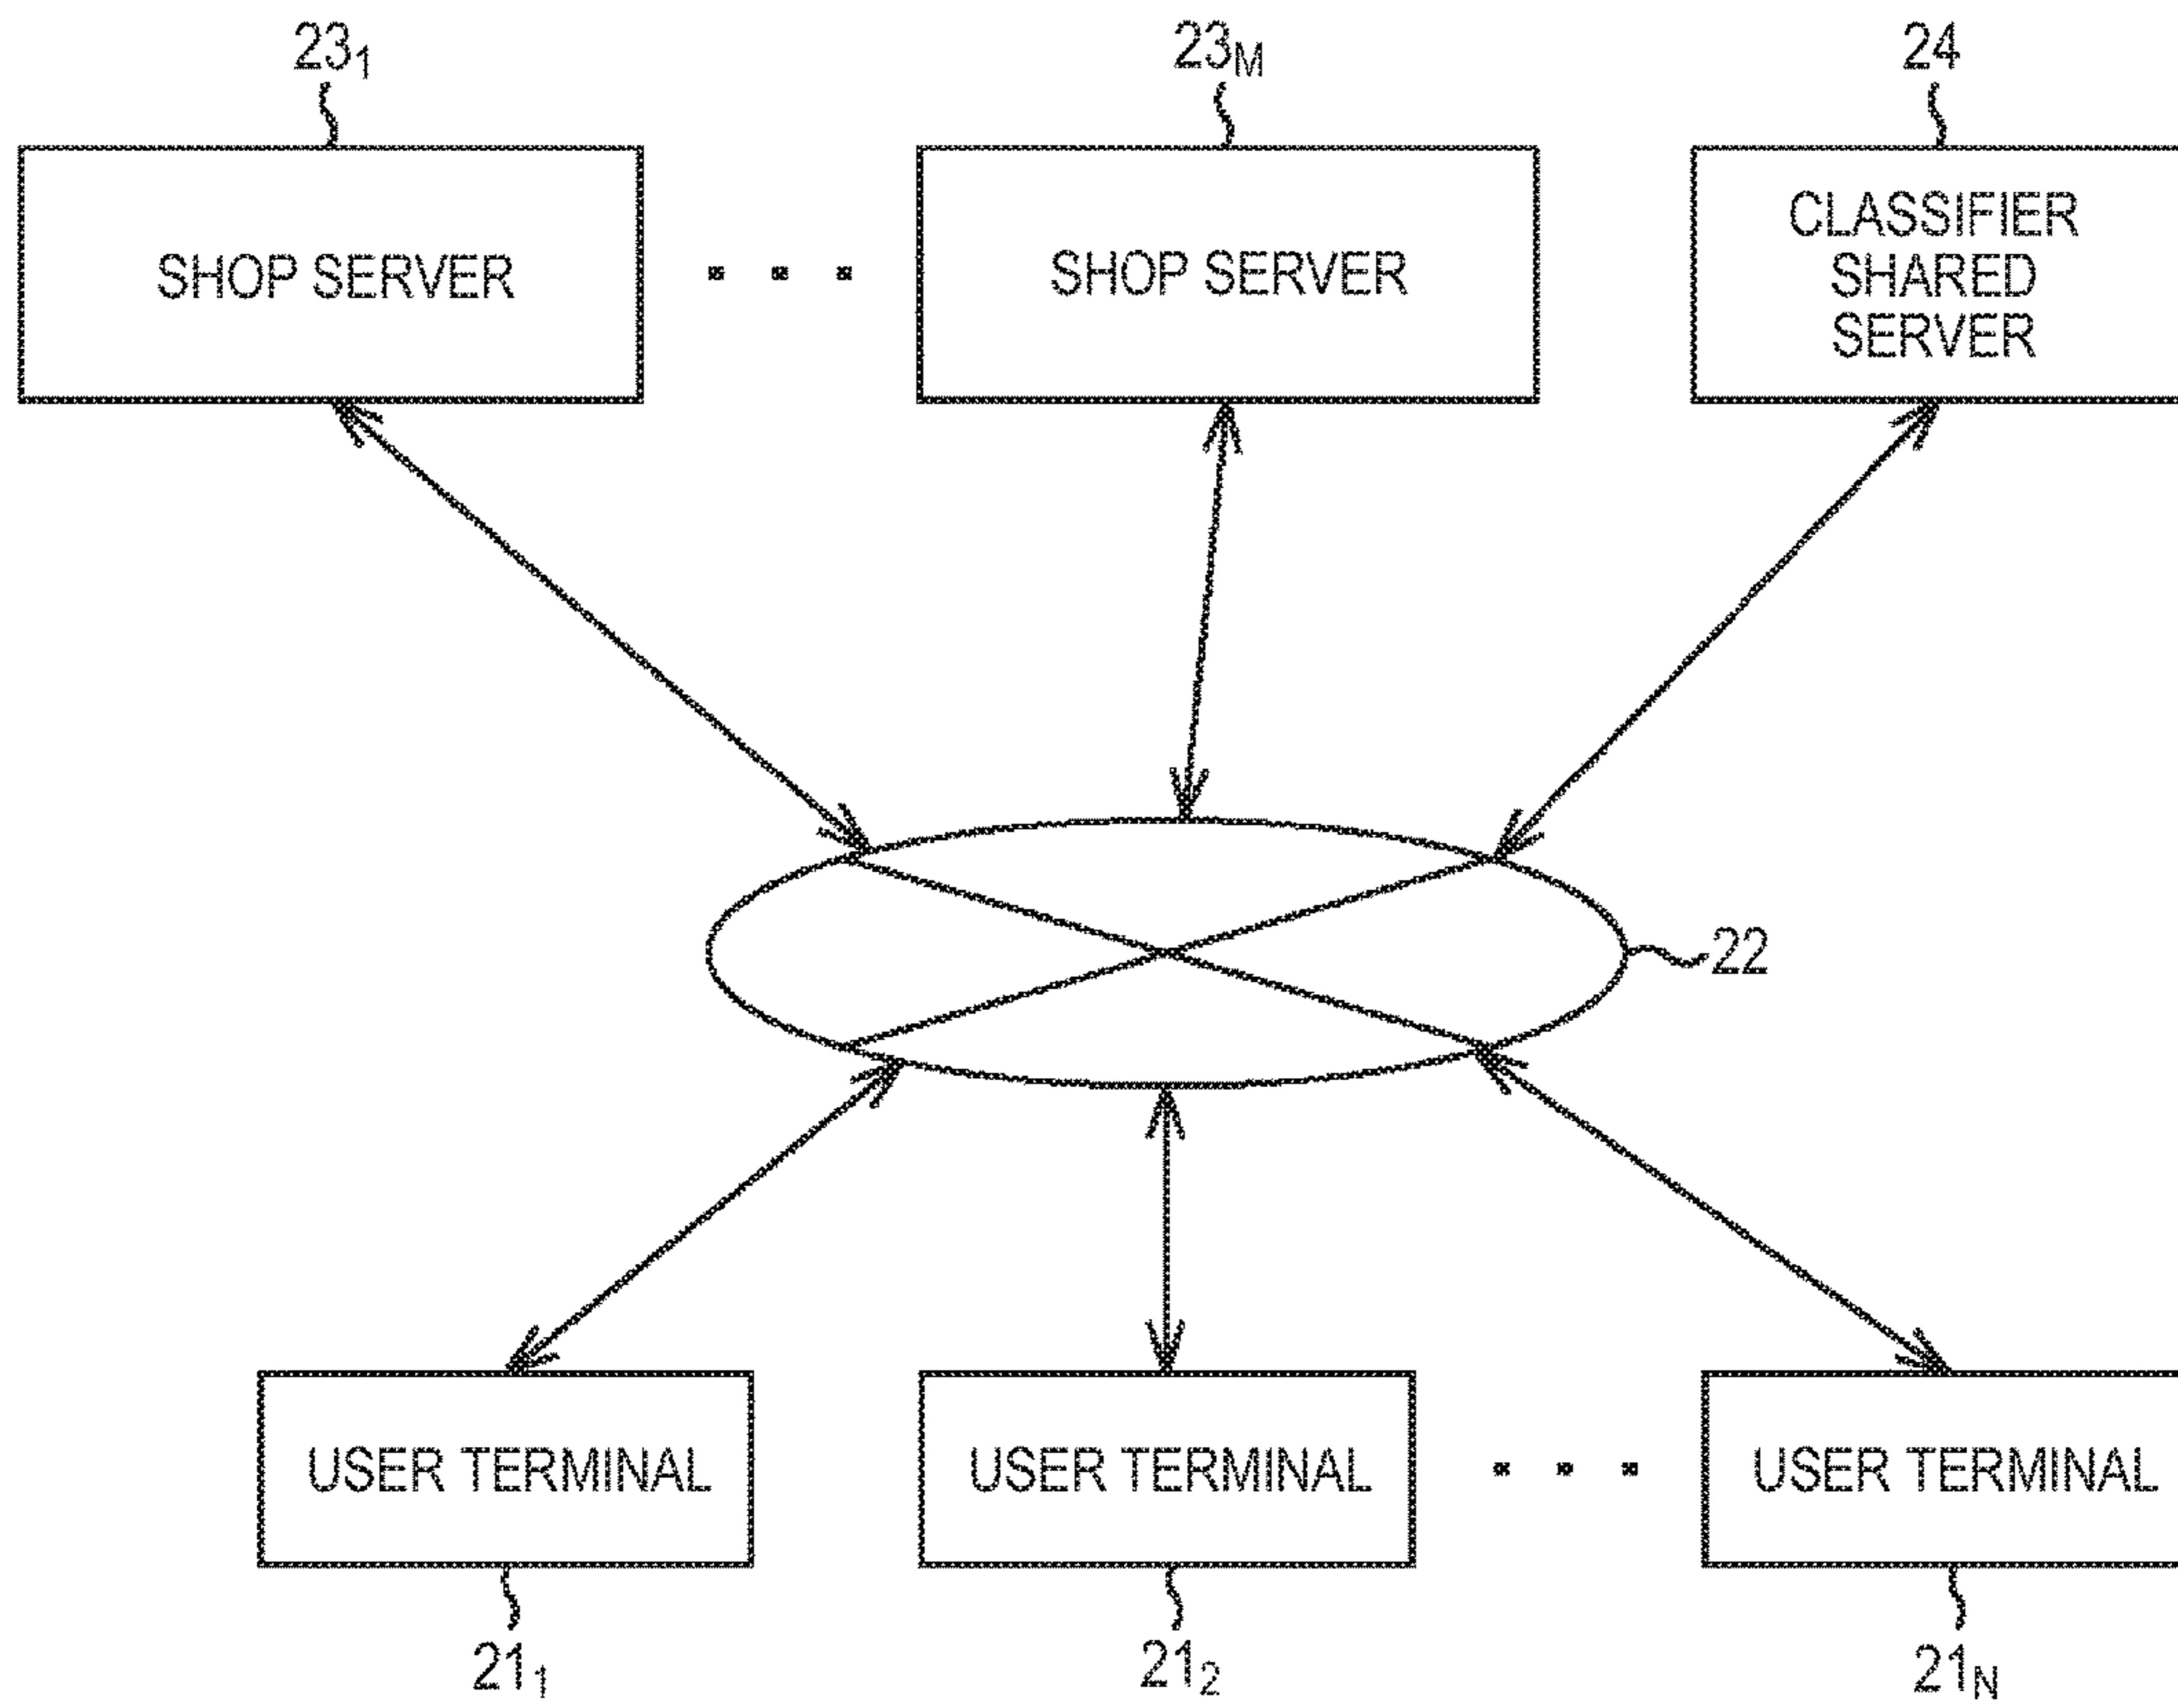 23₁
23M
24
SHOP SERVER
. . .
SHOP SERVER
CLASSIFIER
SHARED
SERVER
22
USER TERMINAL
USER TERMINAL
. . .
USER TERMINAL
21₁
21₂
21N